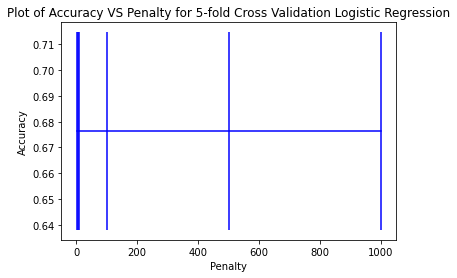 Plot of Accuracy VS Penalty for 5-fold Cross Validation Logistic Regression
0.71
0.70
0.69
0.68
0.67
0.66
0.65
0.64
Accuracy
0 200 400 600 800 1000
Penalty